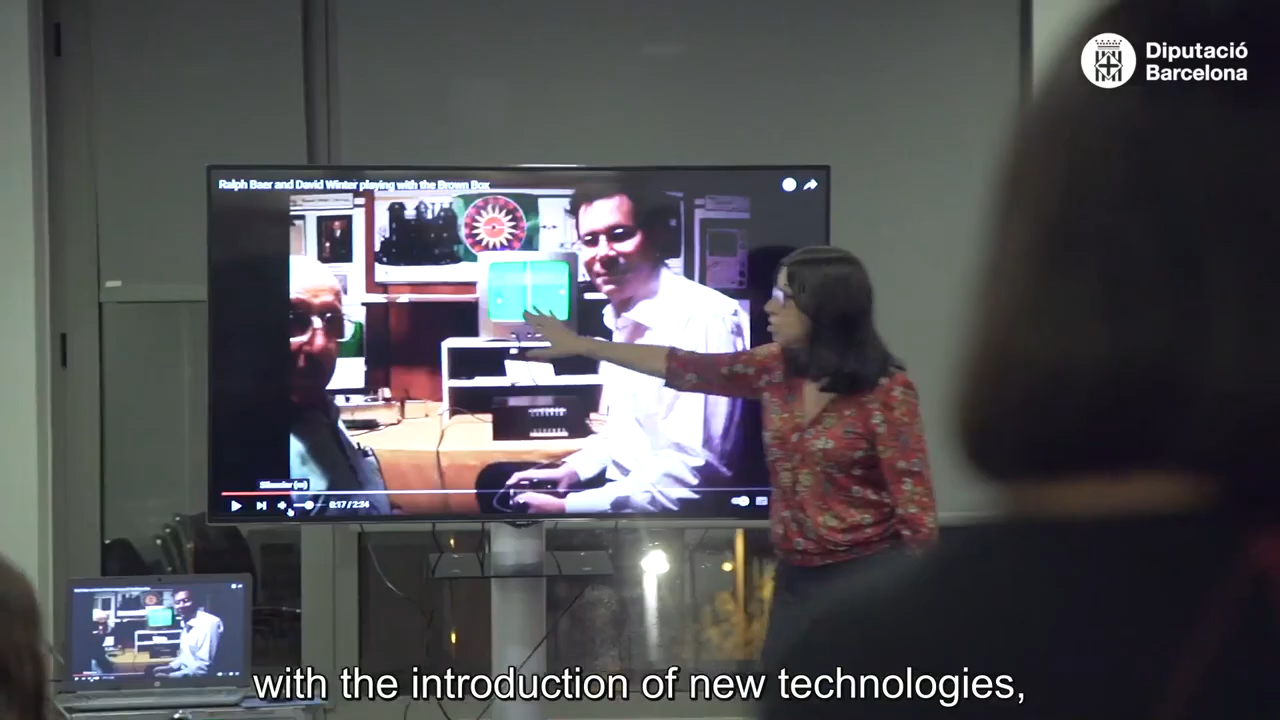 Diputació
Barcelona
Ralph Baer and David Winter playing with the Brown Box
Silenciar (m)
0:17 / 2:34
with the introduction of new technologies,